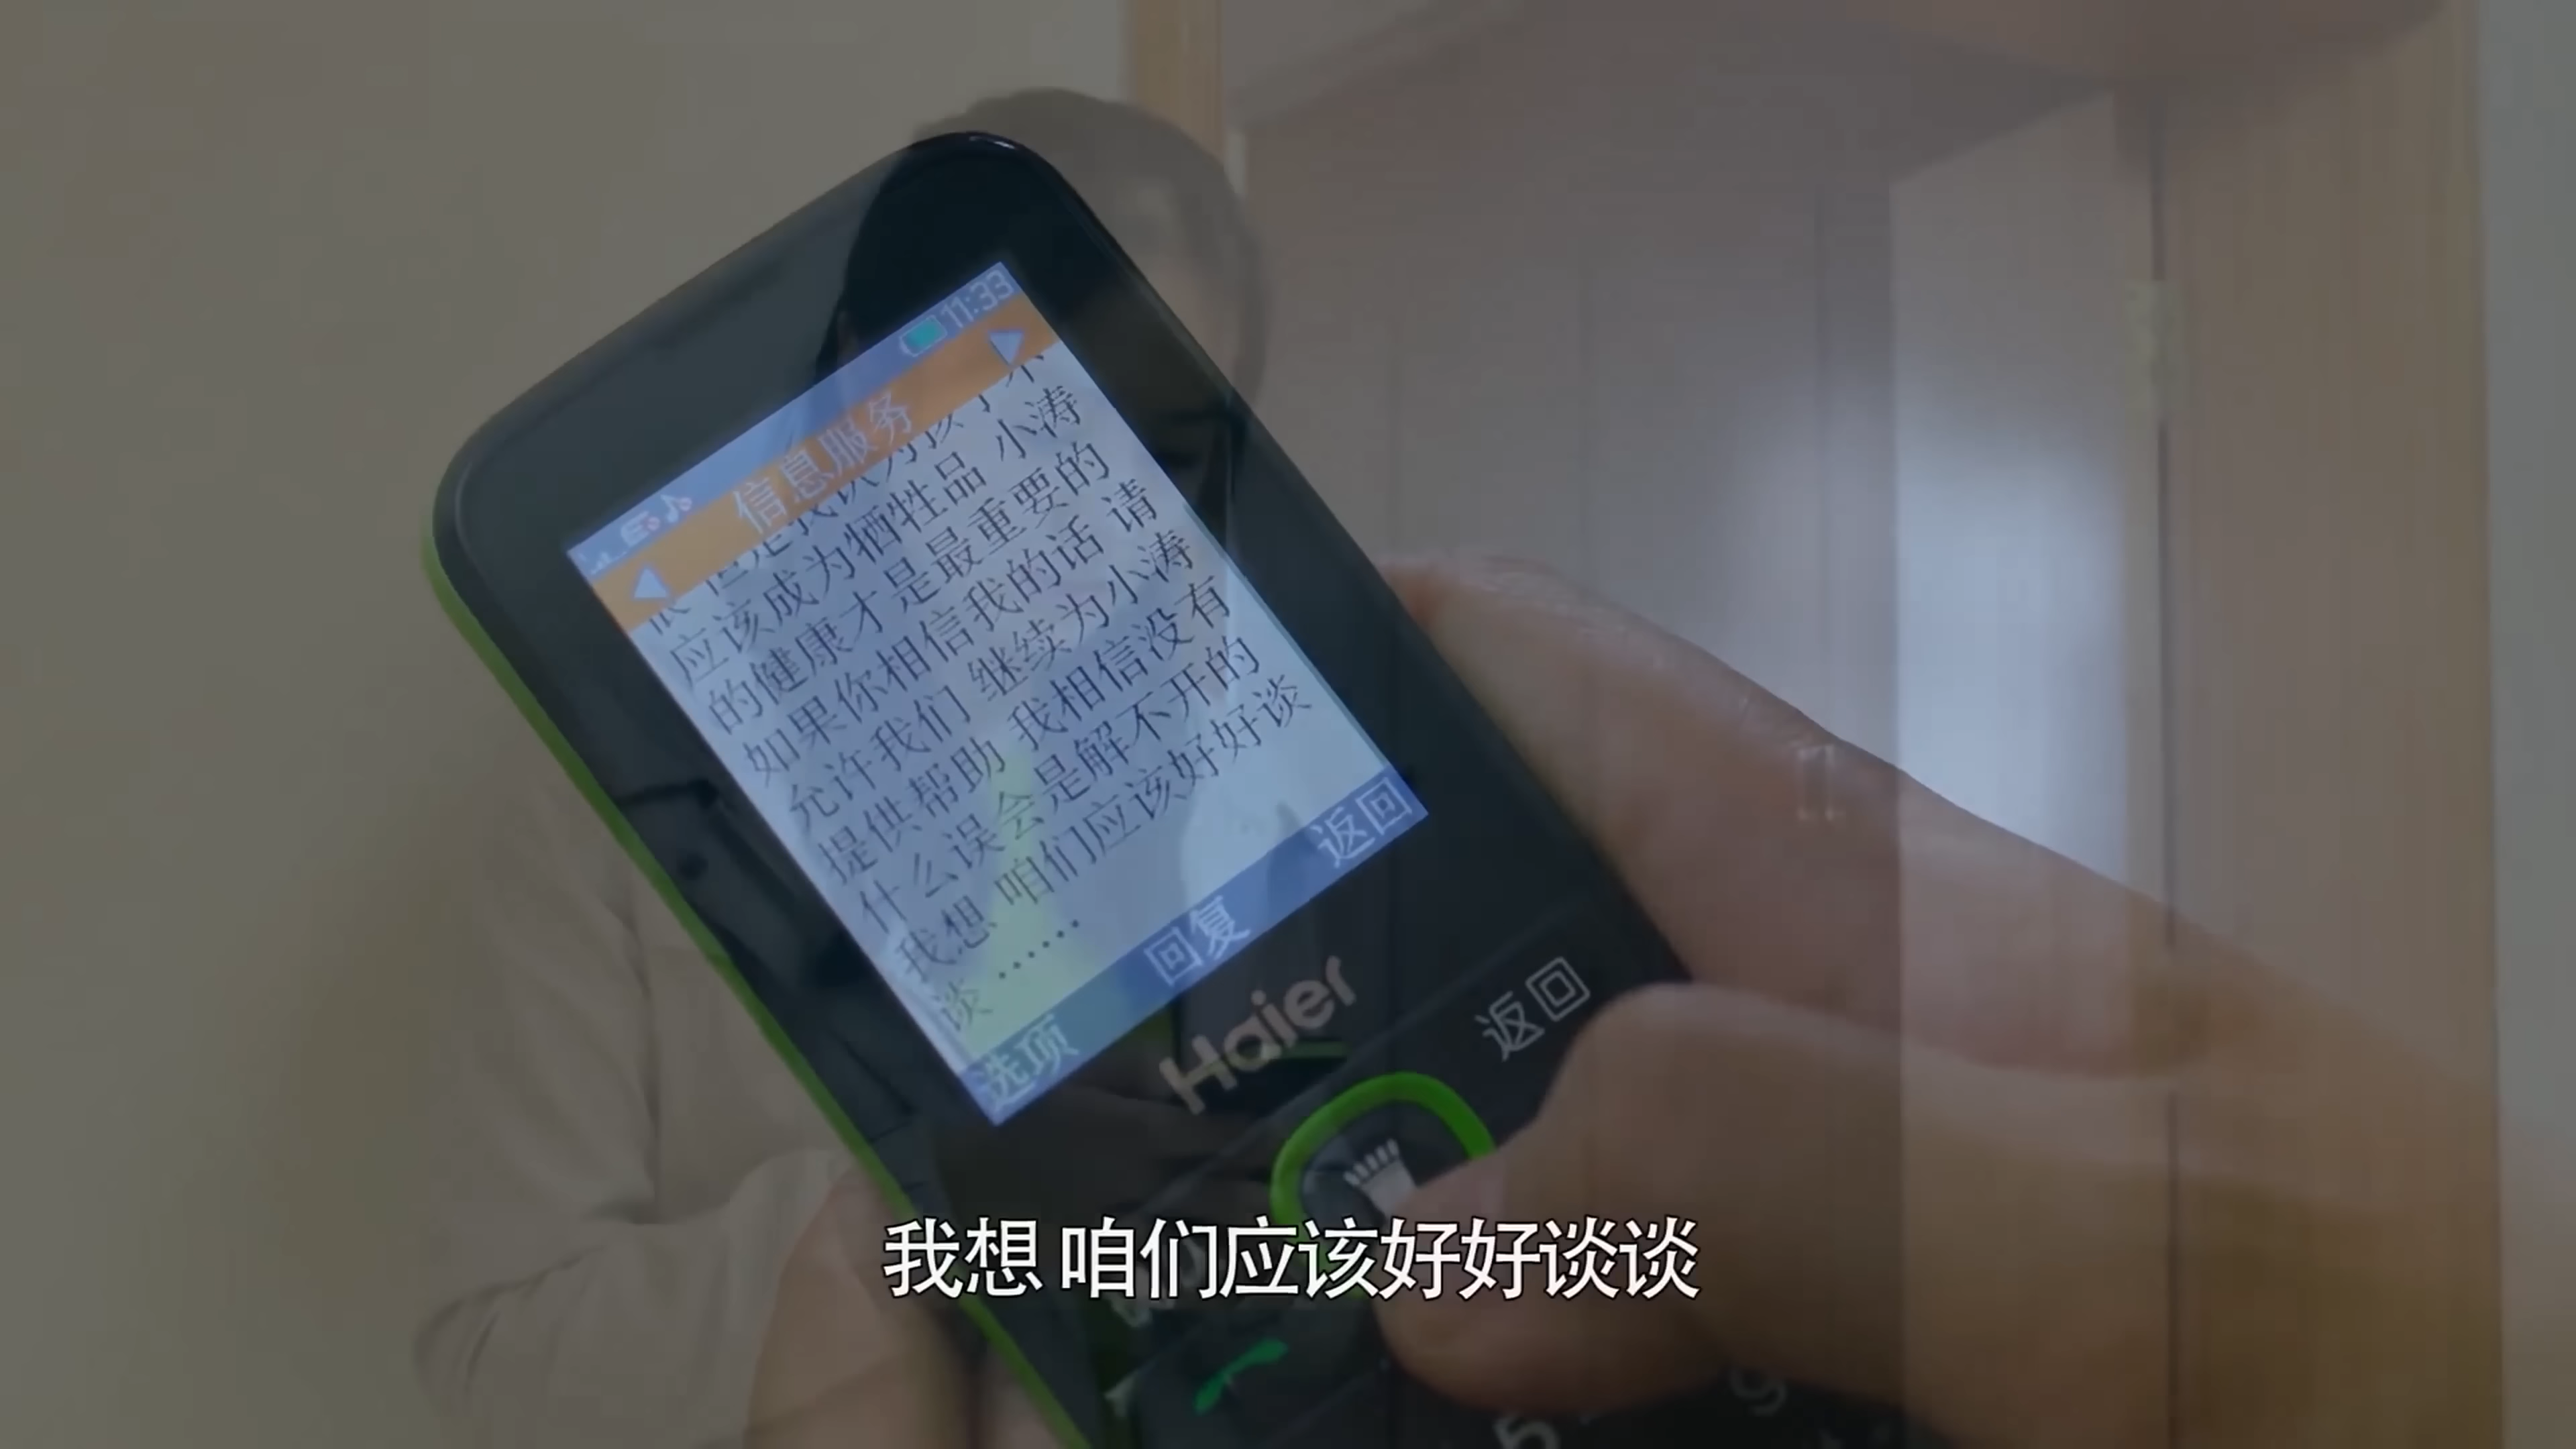 11:33
信息服务
应该成为牺牲品 小涛
的健康才是最重要的
如果你相信我的话 请
允许我们 继续为小涛
提供帮助 我相信没有
什么误会是解不开的
我想 咱们应该好好谈
谈……
选项 回复 返回
Haier
返回
我想 咱们应该好好谈谈
5
9